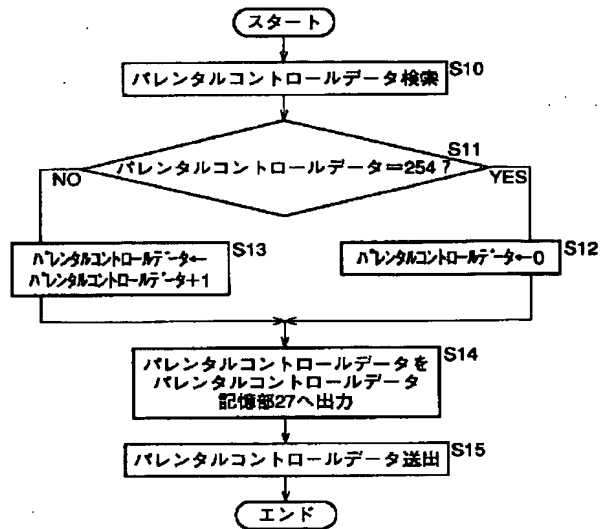 スタート
パレンタルコントロールデータ検索
S10
S11
パレンタルコントロールデータ=254?
NO
YES
S13
パレンタルコントロールデータ←
パレンタルコントロールデータ+1
S12
パレンタルコントロールデータ←0
S14
パレンタルコントロールデータを
パレンタルコントロールデータ
記憶部27へ出力
S15
パレンタルコントロールデータ送出
エンド